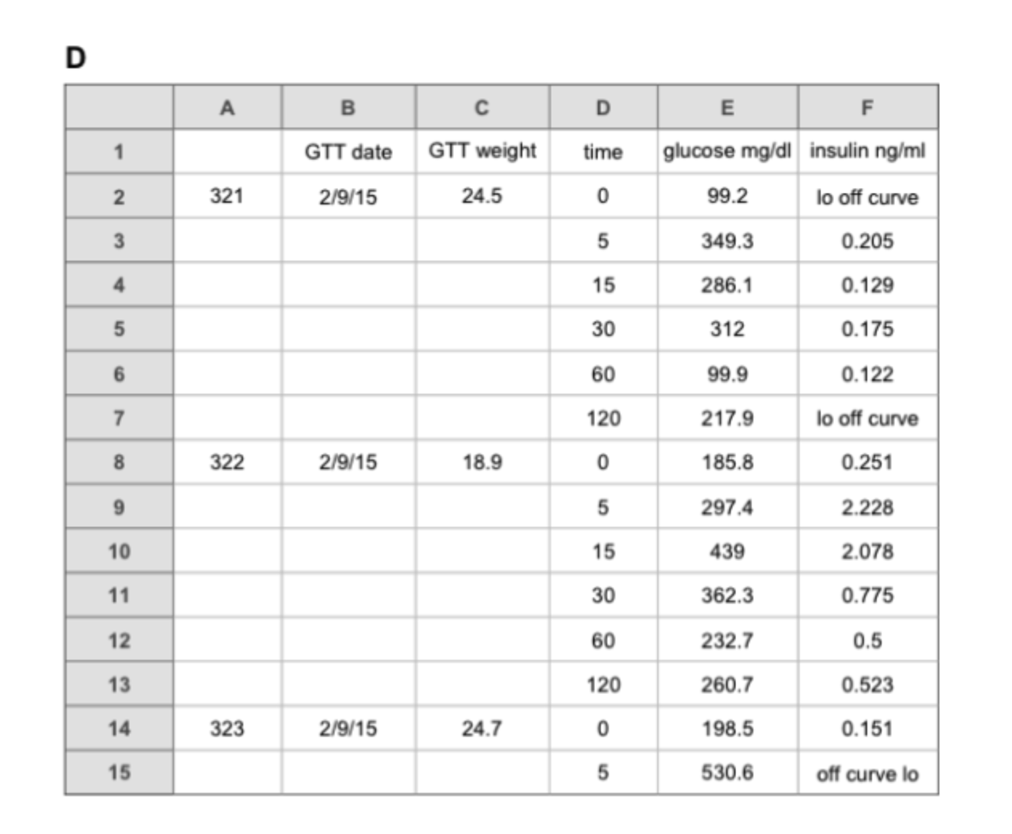 D
A B C D E F
1 GTT date GTT weight time glucose mg/dl insulin ng/ml
2 321 2/9/15 24.5 0 99.2 lo off curve
3 5 349.3 0.205
4 15 286.1 0.129
5 30 312 0.175
6 60 99.9 0.122
7 120 217.9 lo off curve
8 322 2/9/15 18.9 0 185.8 0.251
9 5 297.4 2.228
10 15 439 2.078
11 30 362.3 0.775
12 60 232.7 0.5
13 120 260.7 0.523
14 323 2/9/15 24.7 0 198.5 0.151
15 5 530.6 off curve lo